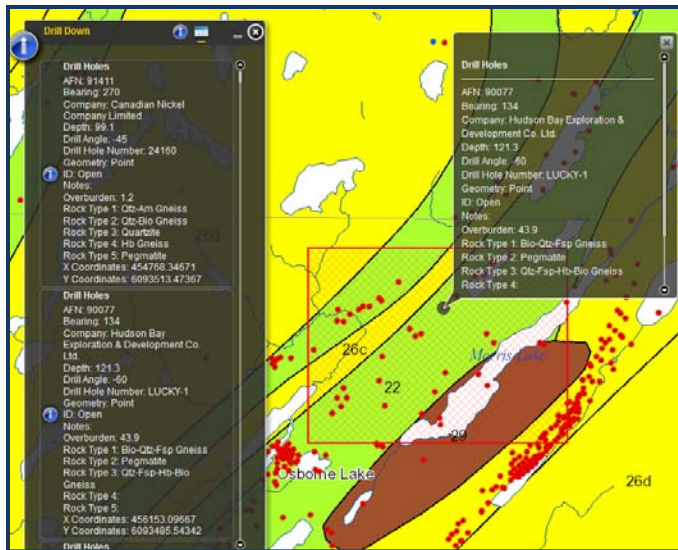 Drill Down
Drill Holes
AFN: 91411
Bearing: 270
Company: Canadian Nickel
Company Limited
Depth: 99.1
Drill Angle: -45
Drill Hole Number: 24160
Geometry: Point
ID: Open
Notes:
Overburden: 1.2
Rock Type 1: Qtz-Am Gneiss
Rock Type 2: Qtz-Bio Gneiss
Rock Type 3: Quartzite
Rock Type 4: Hb Gneiss
Rock Type 5: Pegmatite
X Coordinates: 454768.34671
Y Coordinates: 6093513.47367
Drill Holes
AFN: 90077
Bearing: 134
Company: Hudson Bay
Exploration & Development Co.
Ltd.
Depth: 121.3
Drill Angle: -60
Drill Hole Number: LUCKY-1
Geometry: Point
ID: Open
Notes:
Overburden: 43.9
Rock Type 1: Bio-Qtz-Fsp Gneiss
Rock Type 2: Pegmatite
Rock Type 3: Qtz-Fsp-Hb-Bio
Gneiss
Rock Type 4:
Rock Type 5:
X Coordinates: 456153.09667
Y Coordinates: 6093485.54342
Drill Holes
Drill Holes
AFN: 90077
Bearing: 134
Company: Hudson Bay Exploration &
Development Co. Ltd.
Depth: 121.3
Drill Angle: -60
Drill Hole Number: LUCKY-1
Geometry: Point
ID: Open
Notes:
Overburden: 43.9
Rock Type 1: Bio-Qtz-Fsp Gneiss
Rock Type 2: Pegmatite
Rock Type 3: Qtz-Fsp-Hb-Bio Gneiss
Rock Type 4:
26d
26c
Morris Lake
22
29
Osborne Lake
26d